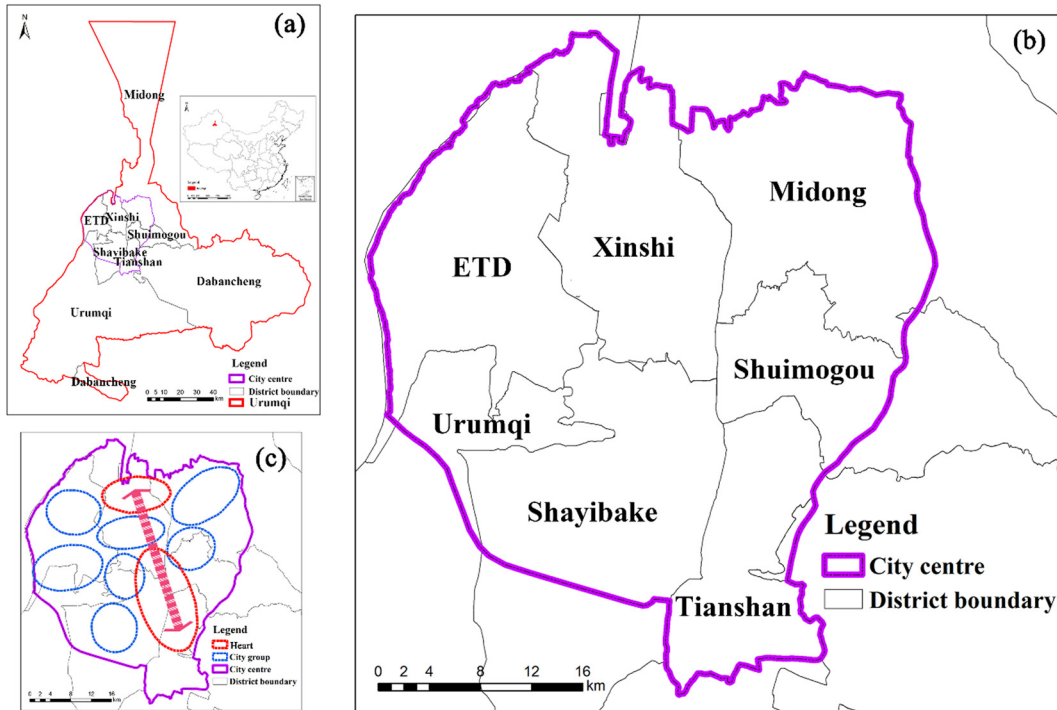 (a)
N
Midong
ETD
Xinshi
Shuimogou
Shayibake
Tianshan
Dabancheng
Urumqi
Dabancheng
Legend
City centre
District boundary
Urumqi
0 5 10 20 30 40
km
(b)
Midong
Xinshi
ETD
Shuimogou
Urumqi
Shayibake
Tianshan
Legend
City centre
District boundary
0 2 4 8 12 16
km
(c)
Legend
Heart
City group
City centre
District boundary
0 2 4 8 12 16
km